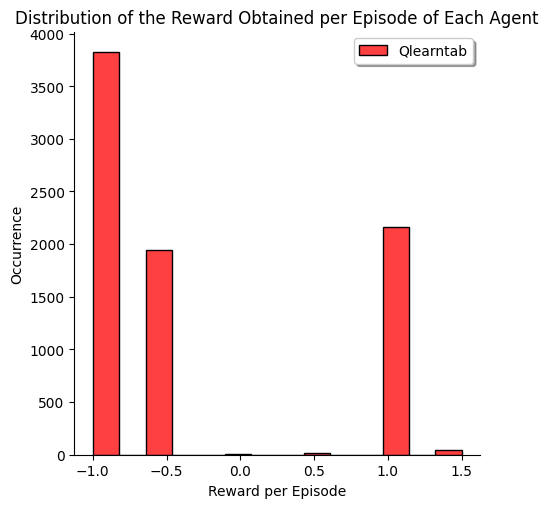 Distribution of the Reward Obtained per Episode of Each Agent
Qlearntab
4000
3500
3000
2500
2000
1500
1000
500
0
Occurrence
−1.0 −0.5 0.0 0.5 1.0 1.5
Reward per Episode